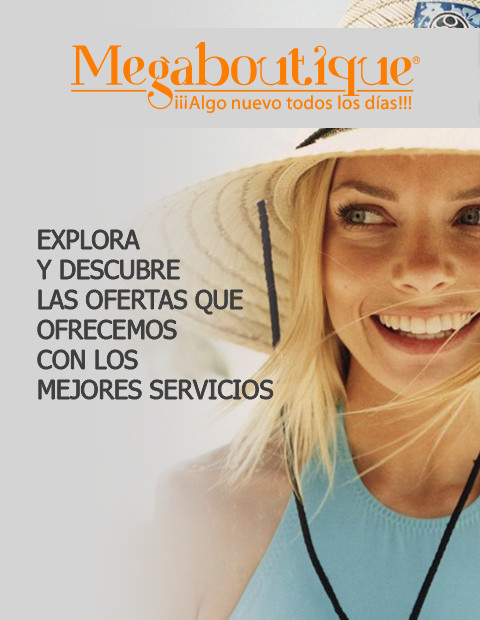 Megaboutique®
¡¡¡Algo nuevo todos los días!!!
EXPLORA
Y DESCUBRE
LAS OFERTAS QUE
OFRECEMOS
CON LOS
MEJORES SERVICIOS